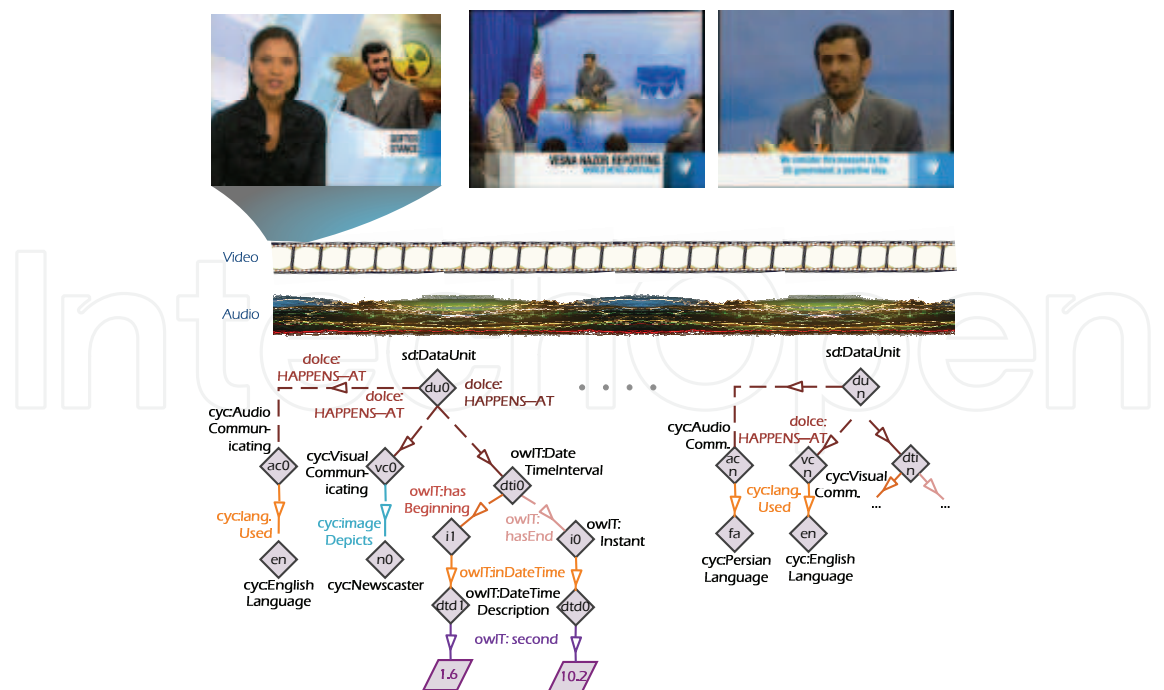 VESNA NAZOR REPORTING
WORLD NEWS AUSTRALIA
We consider this measure by the
US government, a positive step.
Video
Audio
IntechOpen
sd:DataUnit
dolce:
HAPPENS—AT
du0
dolce:
HAPPENS—AT
dolce:
HAPPENS—AT
cyc:Audio
Commun-
icating
ac0
cyc:Visual
Commun-
icating
vc0
owlT:Date
TimeInterval
dti0
cyc:lang.
Used
cyc:image
Depicts
owlT:has
Beginning
owlT:
hasEnd
i1
i0
owlT:
Instant
en
cyc:English
Language
n0
cyc:Newscaster
owlT:inDateTime
dtd1
owlT:DateTime
Description
dtd0
owlT: second
1.6
10.2
sd:DataUnit
du
n
cyc:Audio
Comm.
ac
n
dolce;
HAPPENS—AT
vc
n
cyc:Visual
Comm.
dti
n
...
...
cyc:lang.
Used
fa
cyc:Persian
Language
en
cyc:English
Language